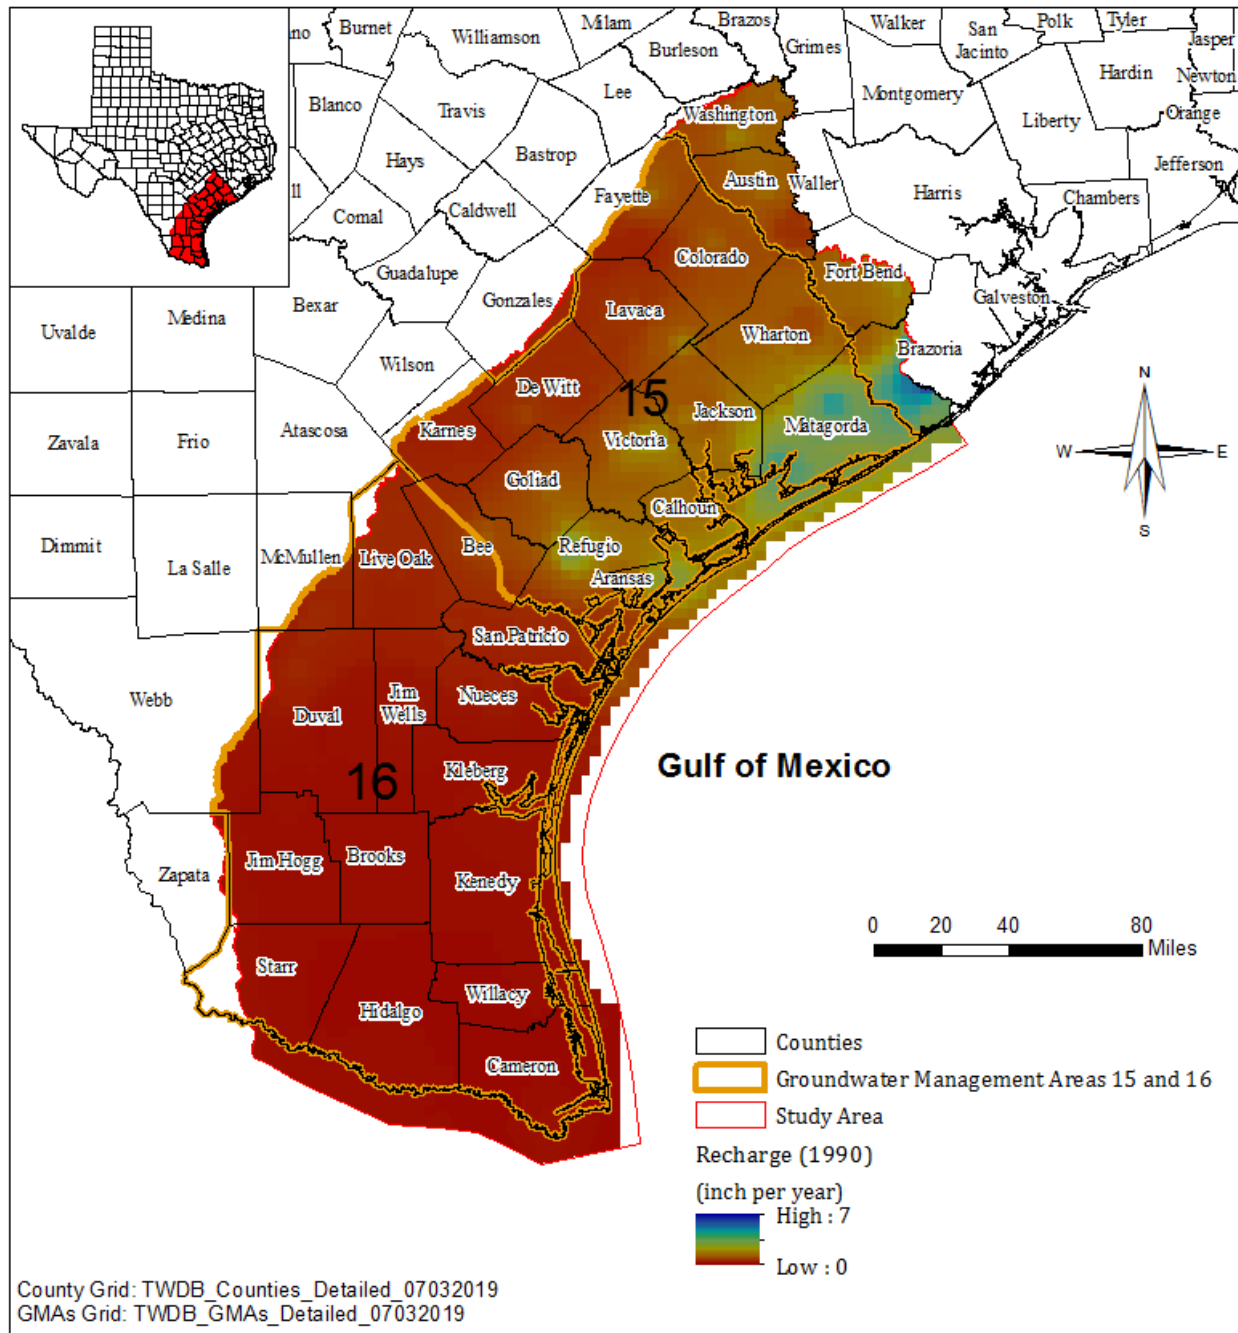 no
Burnet
Williamson
Milam
Brazos
Walker
Polk
Tyler
Jasper
Burleson
Grimes
San
Jacinto
Hardin
Newton
Blanco
Travis
Lee
Montgomery
Washington
Liberty
Orange
Hays
Bastrop
Jefferson
ll
Fayette
Austin
Waller
Harris
Chambers
Comal
Caldwell
Colorado
Fort Bend
Guadalupe
Galveston
Gonzales
Bexar
Lavaca
Medina
Uvalde
Wharton
Brazoria
Wilson
De Witt
N
15
Jackson
Karnes
Matagorda
Atascosa
Victoria
Zavala
Frio
W
E
Goliad
Calhoun
S
Dimmit
McMullen
Live Oak
Bee
Refugio
La Salle
Aransas
San Patricio
Webb
Duval
Jim
Wells
Nueces
Gulf of Mexico
16
Kleberg
Zapata
Jim Hogg
Brooks
Kenedy
0 20 40 80
Miles
Starr
Willacy
Hidalgo
Cameron
Counties
Groundwater Management Areas 15 and 16
Study Area
Recharge (1990)
(inch per year)
High : 7
Low : 0
County Grid: TWDB_Counties_Detailed_07032019
GMAs Grid: TWDB_GMAs_Detailed_07032019